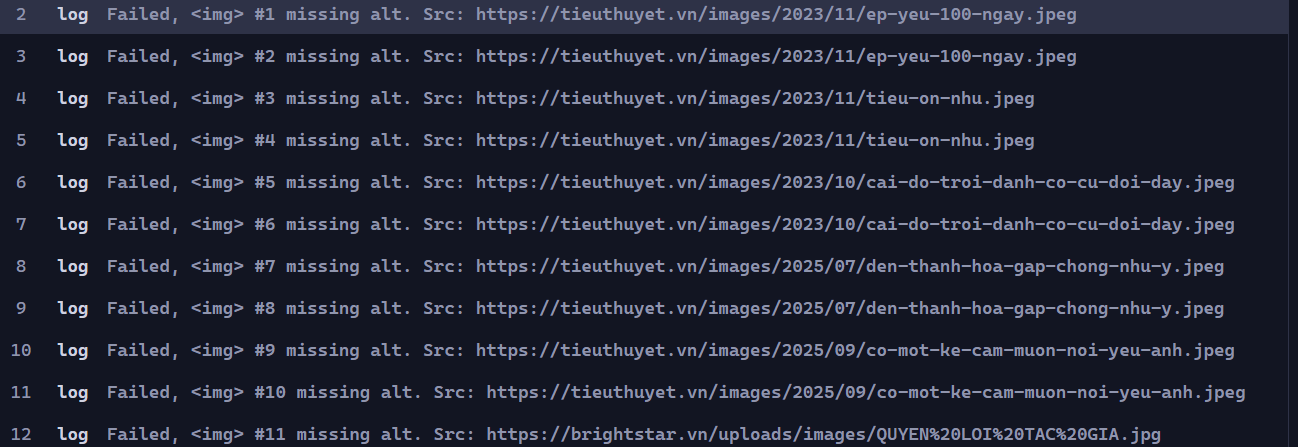 2 log Failed, <img> #1 missing alt. Src: https://tieuthuyet.vn/images/2023/11/ep-yeu-100-ngay.jpeg
3 log Failed, <img> #2 missing alt. Src: https://tieuthuyet.vn/images/2023/11/ep-yeu-100-ngay.jpeg
4 log Failed, <img> #3 missing alt. Src: https://tieuthuyet.vn/images/2023/11/tieu-on-nhu.jpeg
5 log Failed, <img> #4 missing alt. Src: https://tieuthuyet.vn/images/2023/11/tieu-on-nhu.jpeg
6 log Failed, <img> #5 missing alt. Src: https://tieuthuyet.vn/images/2023/10/cai-do-troi-danh-co-cu-doi-day.jpeg
7 log Failed, <img> #6 missing alt. Src: https://tieuthuyet.vn/images/2023/10/cai-do-troi-danh-co-cu-doi-day.jpeg
8 log Failed, <img> #7 missing alt. Src: https://tieuthuyet.vn/images/2025/07/den-thanh-hoa-gap-chong-nhu-y.jpeg
9 log Failed, <img> #8 missing alt. Src: https://tieuthuyet.vn/images/2025/07/den-thanh-hoa-gap-chong-nhu-y.jpeg
10 log Failed, <img> #9 missing alt. Src: https://tieuthuyet.vn/images/2025/09/co-mot-ke-cam-muon-noi-yeu-anh.jpeg
11 log Failed, <img> #10 missing alt. Src: https://tieuthuyet.vn/images/2025/09/co-mot-ke-cam-muon-noi-yeu-anh.jpeg
12 log Failed, <img> #11 missing alt. Src: https://brightstar.vn/uploads/images/QUYEN%20LOI%20TAC%20GIA.jpg